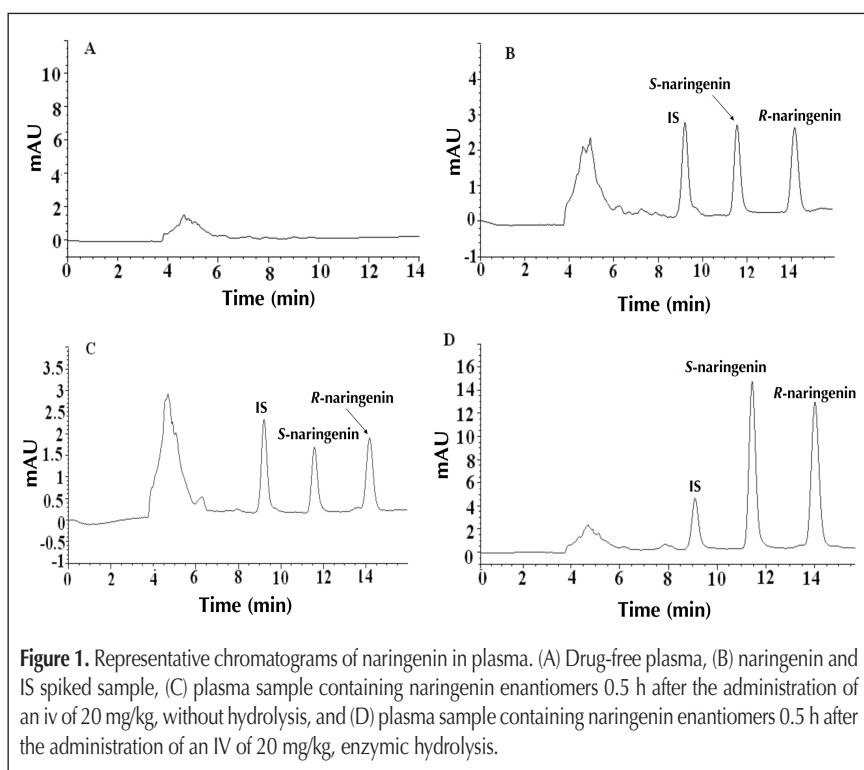 A
10
8
6
4
2
0
mAU
0 2 4 6 8 10 12 14
Time (min)
B
S-naringenin
IS
R-naringenin
4
3
2
1
0
-1
mAU
0 2 4 6 8 10 12 14
Time (min)
C
R-naringenin
IS
S-naringenin
3.5
3
2.5
2
1.5
1
0.5
0
-0.5
-1
mAU
0 2 4 6 8 10 12 14
Time (min)
D
S-naringenin
R-naringenin
IS
16
14
12
10
8
6
4
2
0
mAU
0 2 4 6 8 10 12 14
Time (min)
Figure 1. Representative chromatograms of naringenin in plasma. (A) Drug-free plasma, (B) naringenin and
IS spiked sample, (C) plasma sample containing naringenin enantiomers 0.5 h after the administration of
an iv of 20 mg/kg, without hydrolysis, and (D) plasma sample containing naringenin enantiomers 0.5 h after
the administration of an IV of 20 mg/kg, enzymic hydrolysis.